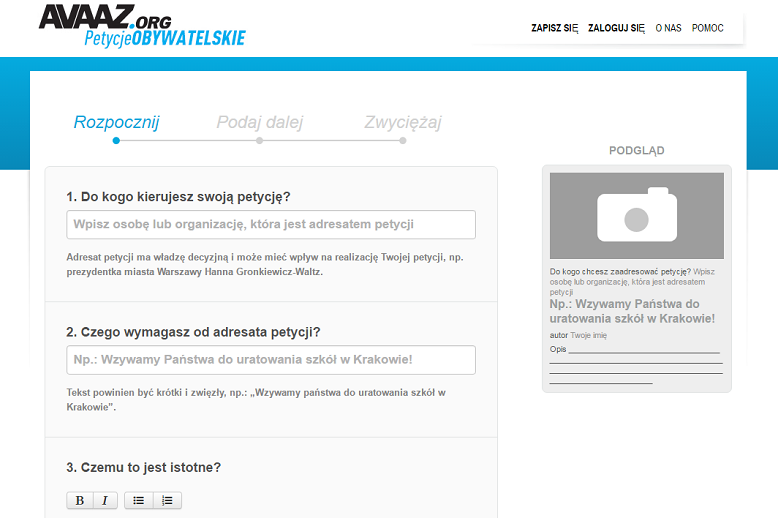 AVAAZ.ORG
PetycjeOBYWATELSKIE
ZAPISZ SIĘ ZALOGUJ SIĘ O NAS POMOC
Rozpocznij Podaj dalej Zwyciężaj
1. Do kogo kierujesz swoją petycję?
Wpisz osobę lub organizację, która jest adresatem petycji
Adresat petycji ma władzę decyzyjną i może mieć wpływ na realizację Twojej petycji, np.
prezydentka miasta Warszawy Hanna Gronkiewicz-Waltz.
2. Czego wymagasz od adresata petycji?
Np.: Wzywamy Państwa do uratowania szkół w Krakowie!
Tekst powinien być krótki i zwięzły, np.: „Wzywamy państwa do uratowania szkół w
Krakowie”.
3. Czemu to jest istotne?
B I
PODGLĄD
Do kogo chcesz zaadresować petycję? Wpisz
osobę lub organizację, która jest adresatem
petycji
Np.: Wzywamy Państwa do
uratowania szkół w Krakowie!
autor Twoje imię
Opis